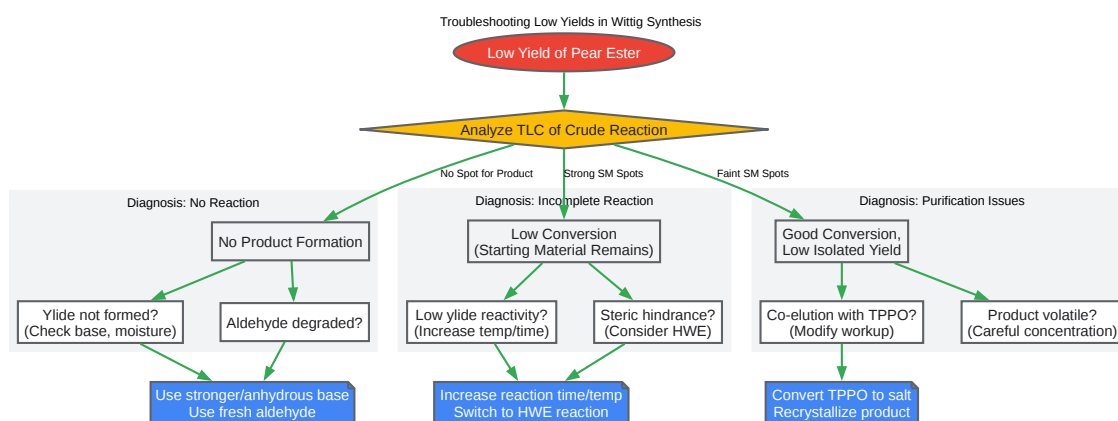 Troubleshooting Low Yields in Wittig Synthesis
Low Yield of Pear Ester
Analyze TLC of Crude Reaction
No Spot for Product
Strong SM Spots
Faint SM Spots
Diagnosis: No Reaction
Diagnosis: Incomplete Reaction
Diagnosis: Purification Issues
No Product Formation
Low Conversion
(Starting Material Remains)
Good Conversion,
Low Isolated Yield
Ylide not formed?
(Check base, moisture)
Aldehyde degraded?
Low ylide reactivity?
(Increase temp/time)
Steric hindrance?
(Consider HWE)
Co-elution with TPPO?
(Modify workup)
Product volatile?
(Careful concentration)
Use stronger/anhydrous base
Use fresh aldehyde
Increase reaction time/temp
Switch to HWE reaction
Convert TPPO to salt
Recrystallize product